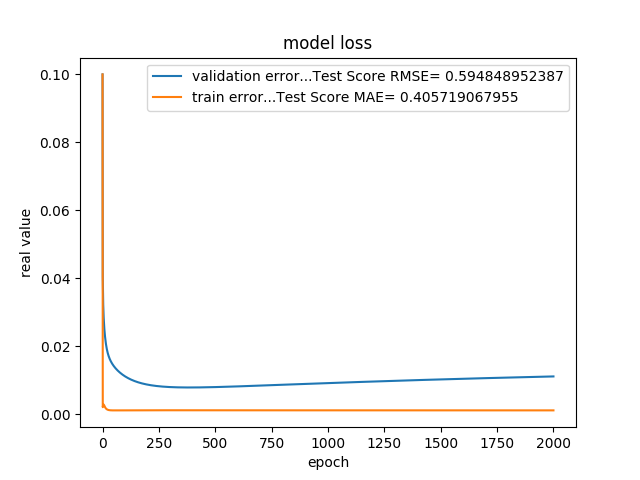 model loss
validation error...Test Score RMSE= 0.594848952387
train error...Test Score MAE= 0.405719067955
0.10
0.08
0.06
0.04
0.02
0.00
real value
0 250 500 750 1000 1250 1500 1750 2000
epoch